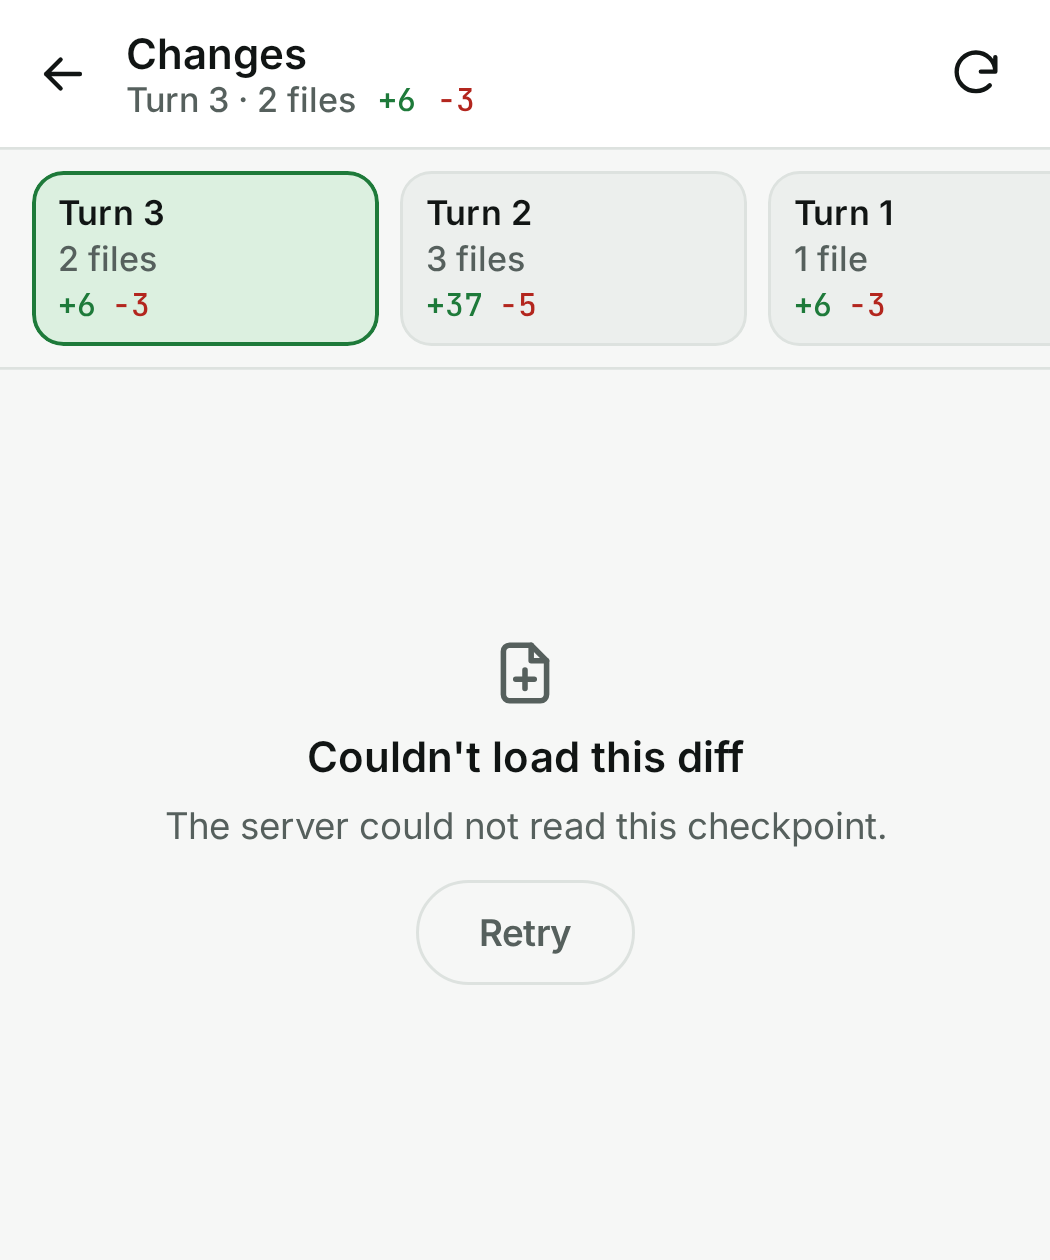 Changes
Turn 3 · 2 files +6 -3
Turn 3
2 files
+6 -3
Turn 2
3 files
+37 -5
Turn 1
1 file
+6 -3
Couldn't load this diff
The server could not read this checkpoint.
Retry